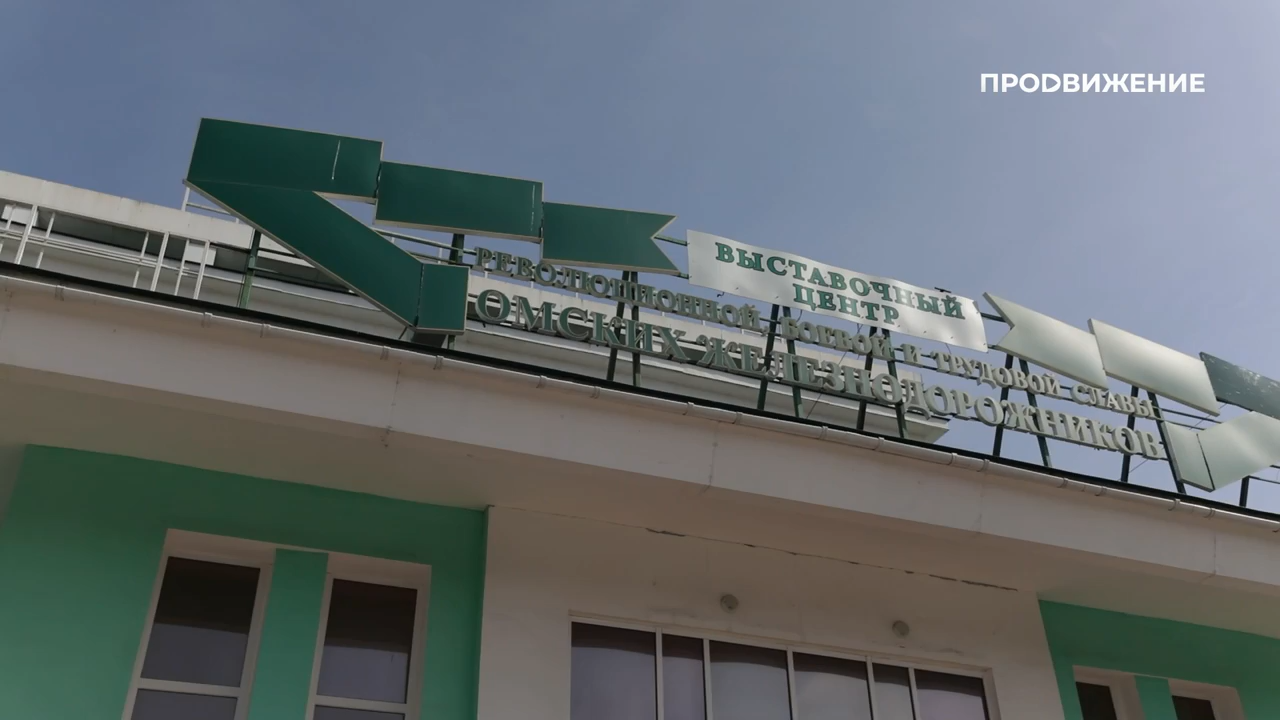 ПРОДВИЖЕНИЕ
ВЫСТАВОЧНЫЙ
ЦЕНТР
РЕВОЛЮЦИОННОЙ, БОЕВОЙ И ТРУДОВОЙ СЛАВЫ
ОМСКИХ ЖЕЛЕЗНОДОРОЖНИКОВ